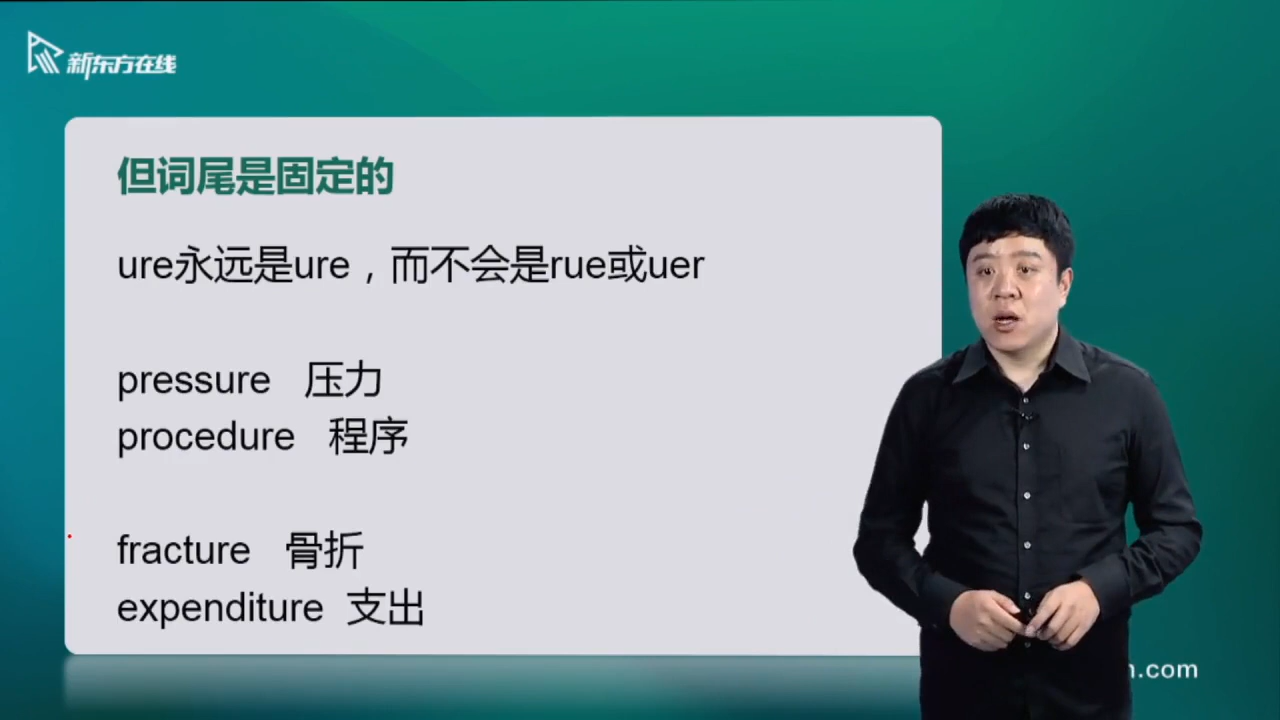 新东方在线
但词尾是固定的
ure永远是ure，而不会是rue或uer
pressure 压力
procedure 程序
fracture 骨折
expenditure 支出
.com